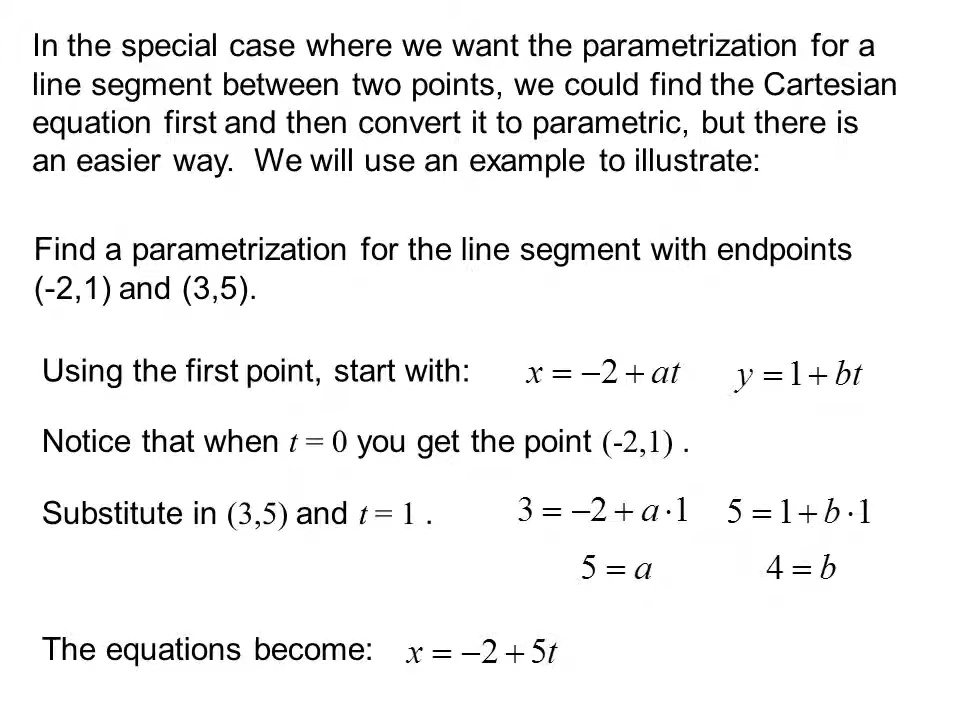 In the special case where we want the parametrization for a
line segment between two points, we could find the Cartesian
equation first and then convert it to parametric, but there is
an easier way. We will use an example to illustrate:
Find a parametrization for the line segment with endpoints
(-2,1) and (3,5).
Using the first point, start with: x = −2 + at y = 1 + bt
Notice that when t = 0 you get the point (-2,1) .
Substitute in (3,5) and t = 1 . 3 = −2 + a·1 5 = 1 + b·1
5 = a 4 = b
The equations become: x = −2 + 5t